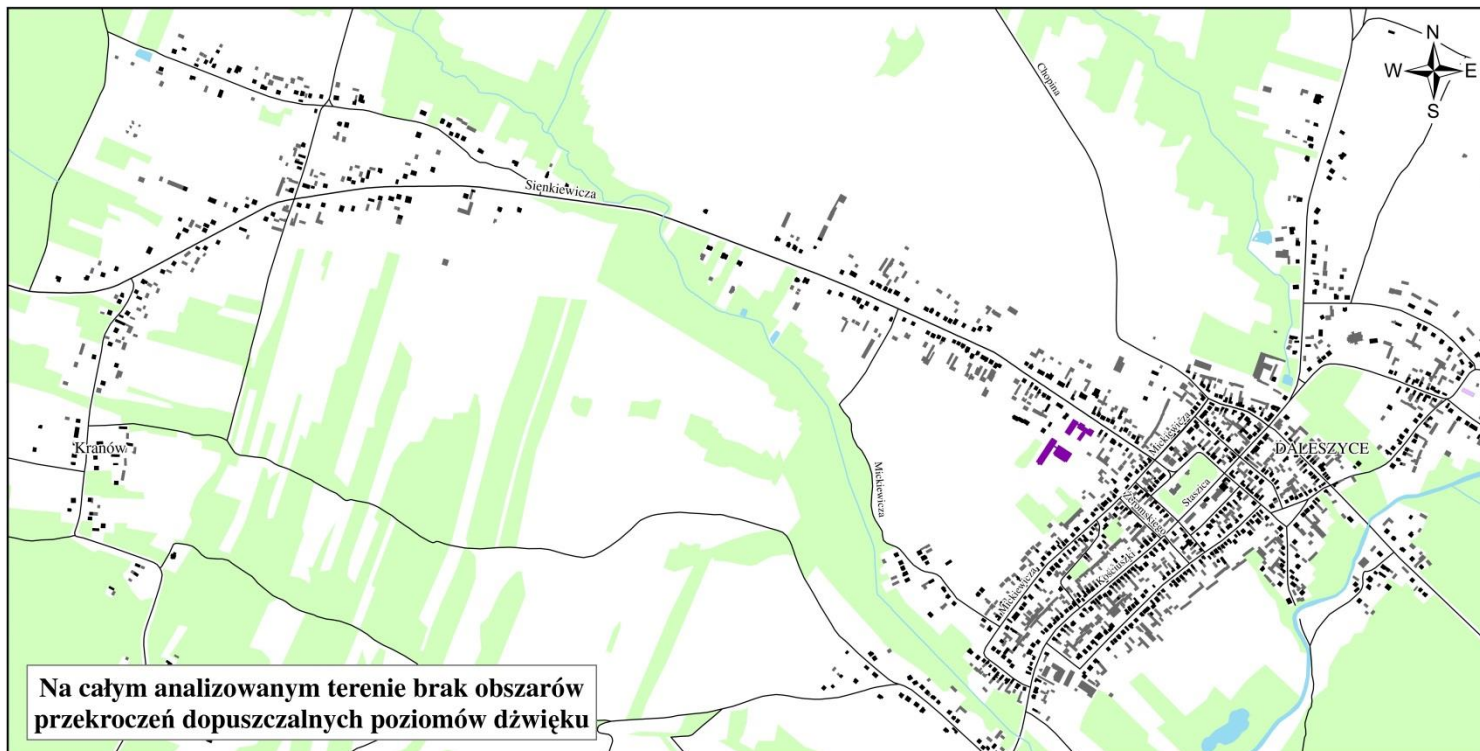 N
W E
S
Chopina
Sienkiewicza
Mickiewicza
DALESZYCE
Kranów
Staszica
Żeromskiego
Mickiewicza
Kościuszki
Mickiewicza
Na całym analizowanym terenie brak obszarów
przekroczeń dopuszczalnych poziomów dźwięku